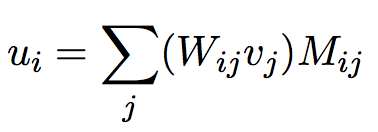 u_i = \sum_j (W_{ij} v_j) M_{ij}